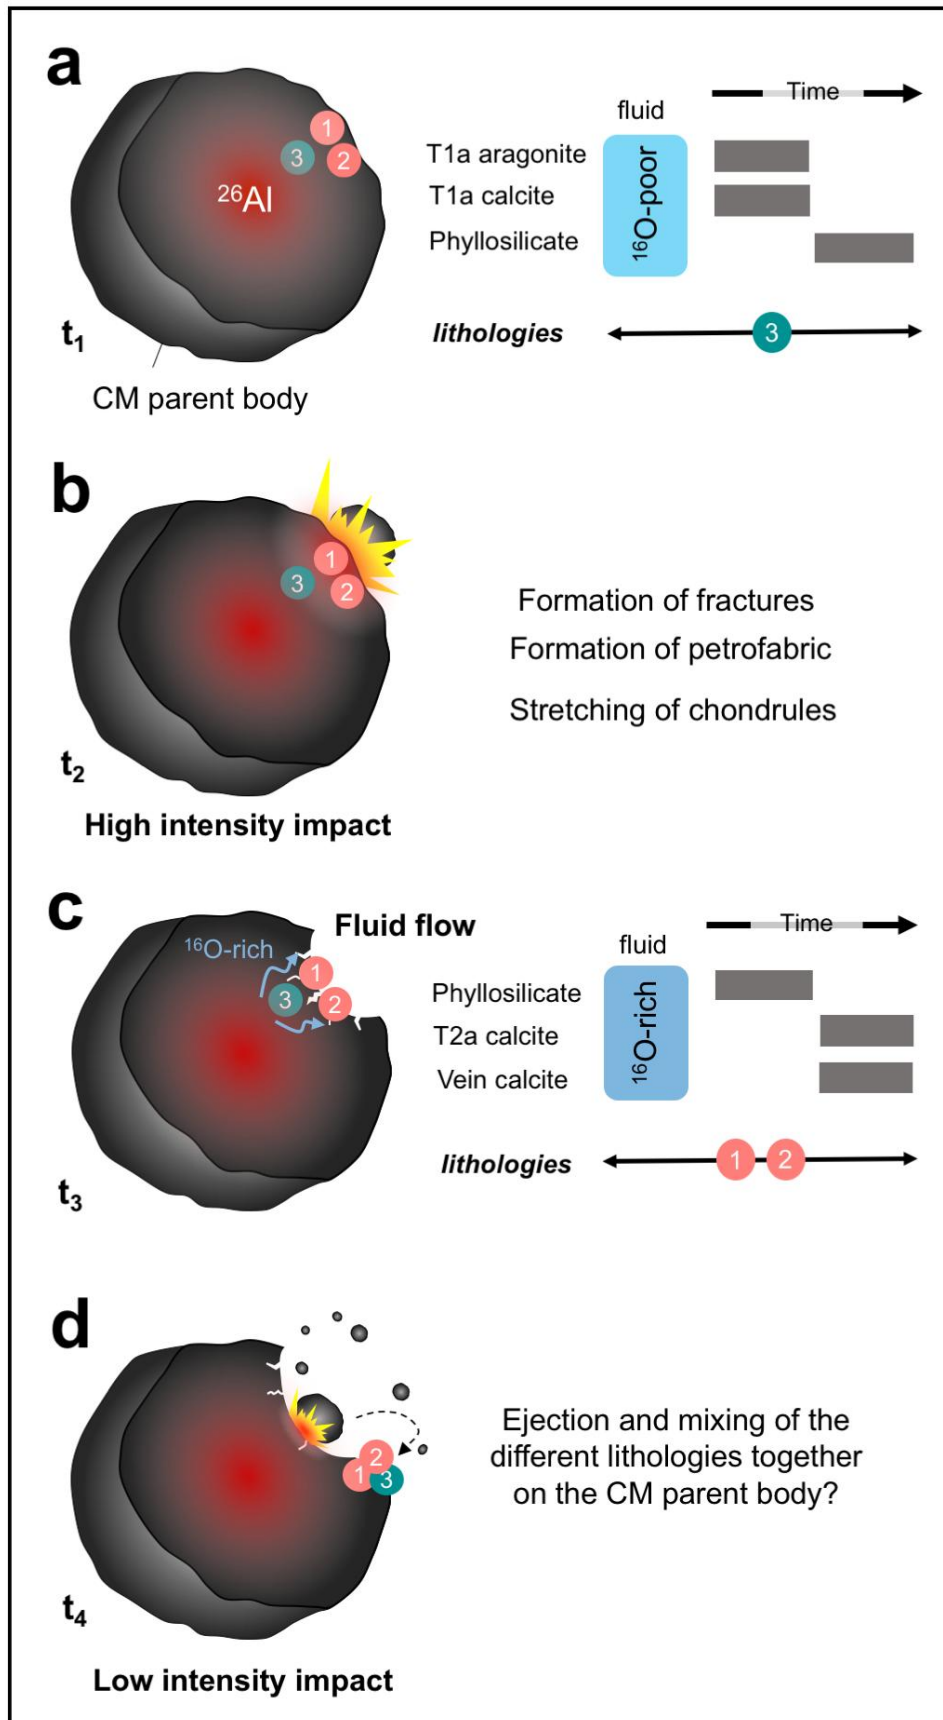 a
1
3
2
²⁶Al
t₁
CM parent body
Time
fluid
T1a aragonite
T1a calcite
Phyllosilicate
¹⁶O-poor
lithologies
3
b
1
3
2
t₂
High intensity impact
Formation of fractures
Formation of petrofabric
Stretching of chondrules
c
Fluid flow
¹⁶O-rich
1
3
2
t₃
Time
fluid
Phyllosilicate
T2a calcite
Vein calcite
¹⁶O-rich
lithologies
1 2
d
2
1 3
t₄
Low intensity impact
Ejection and mixing of the
different lithologies together
on the CM parent body?